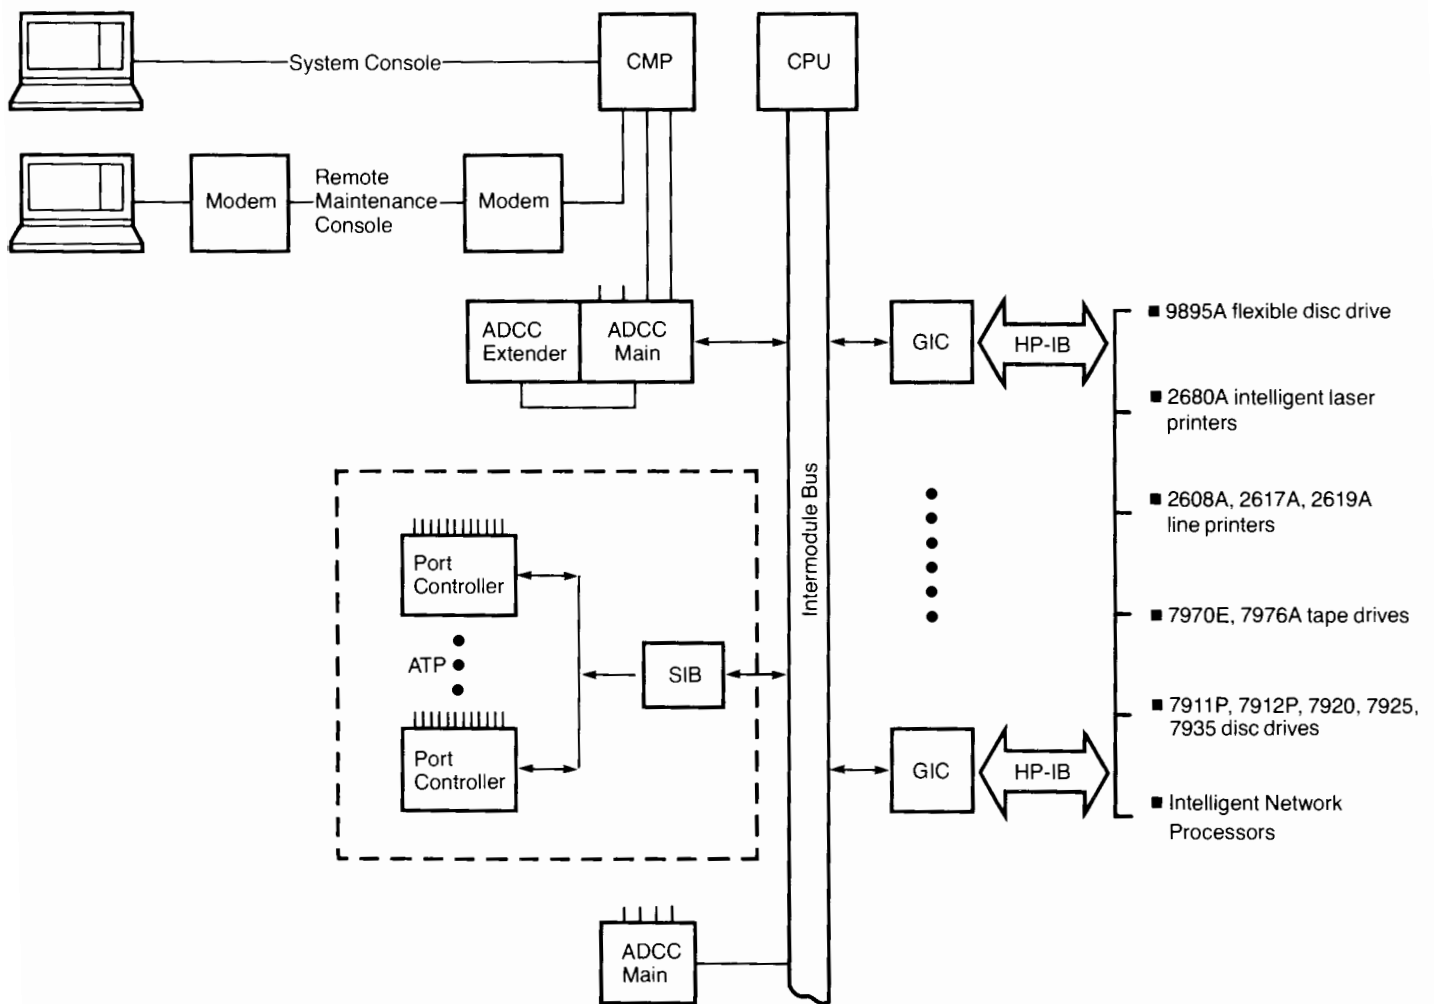 System Console
CMP
CPU
Modem
Remote
Maintenance
Console
Modem
ADCC
Extender
ADCC
Main
GIC
HP-IB
■ 9895A flexible disc drive
■ 2680A intelligent laser
printers
■ 2608A, 2617A, 2619A
line printers
■ 7970E, 7976A tape drives
■ 7911P, 7912P, 7920, 7925,
7935 disc drives
■ Intelligent Network
Processors
Intermodule Bus
Port
Controller
ATP
SIB
Port
Controller
GIC
HP-IB
ADCC
Main